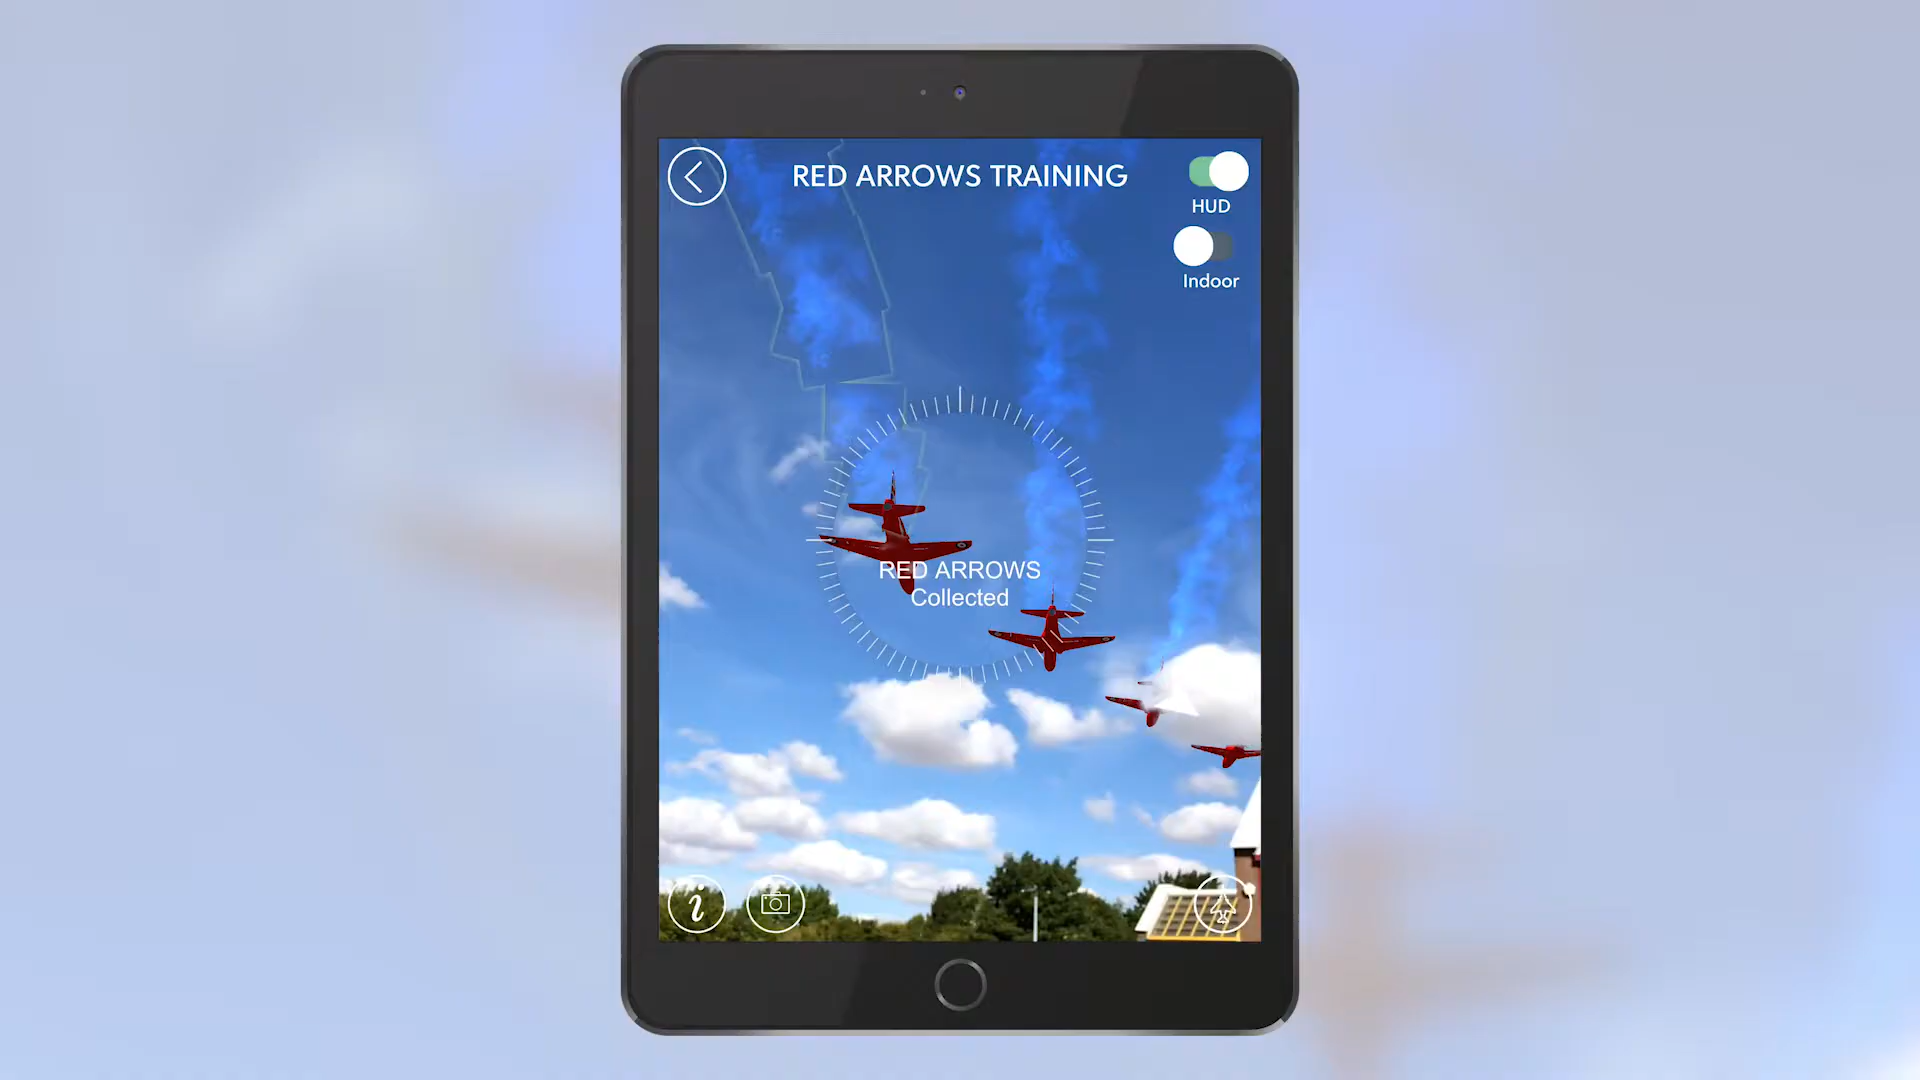 RED ARROWS TRAINING
HUD
Indoor
RED ARROWS
Collected
i